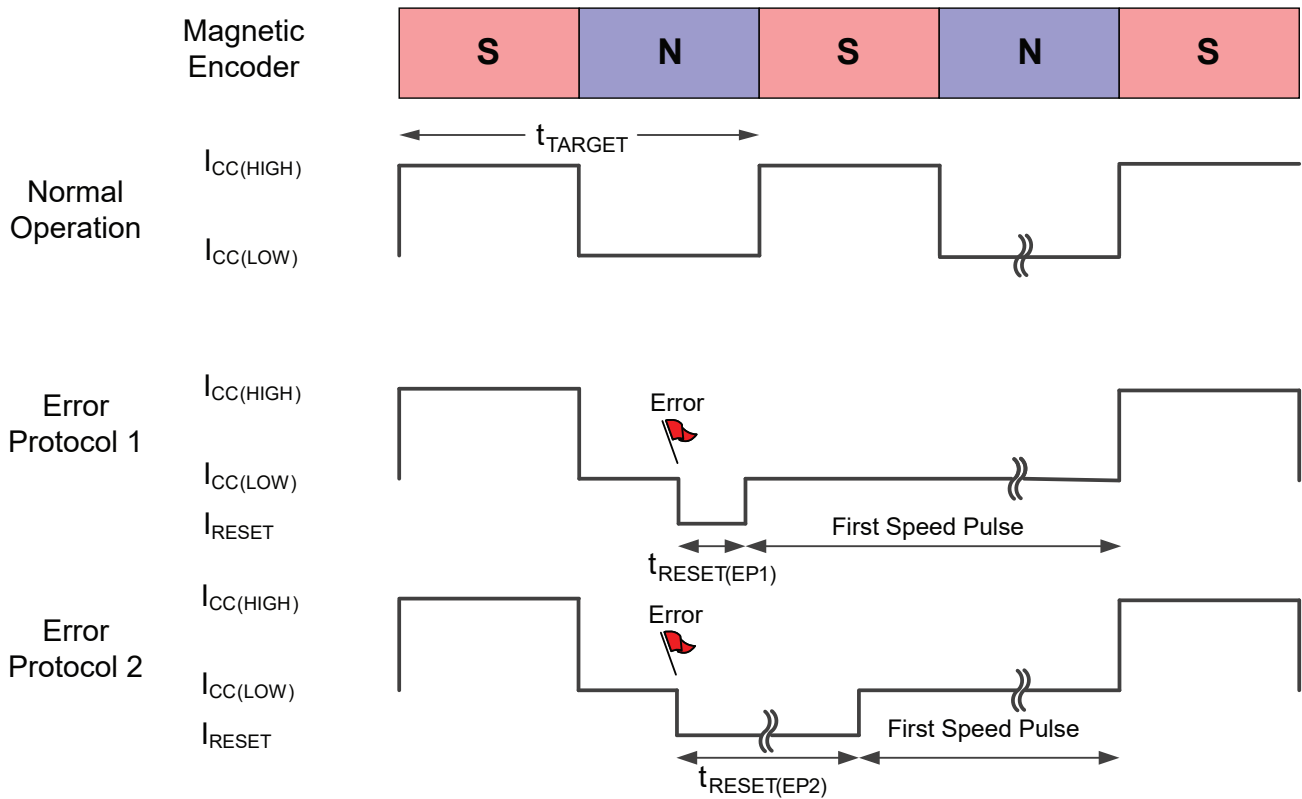 Magnetic
Encoder
S N S N S
tTARGET
ICC(HIGH)
Normal
Operation
ICC(LOW)
ICC(HIGH)
Error
Error
Protocol 1
ICC(LOW)
IRESET
First Speed Pulse
tRESET(EP1)
ICC(HIGH)
Error
Error
Protocol 2
ICC(LOW)
IRESET
First Speed Pulse
tRESET(EP2)